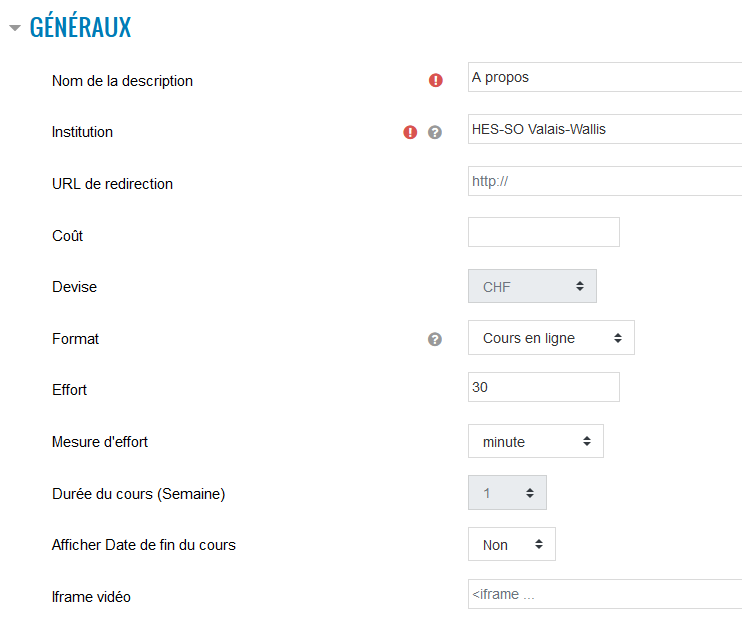 GÉNÉRAUX
Nom de la description A propos
Institution HES-SO Valais-Wallis
URL de redirection http://
Coût
Devise CHF
Format Cours en ligne
Effort 30
Mesure d'effort minute
Durée du cours (Semaine) 1
Afficher Date de fin du cours Non
Iframe vidéo <iframe ...